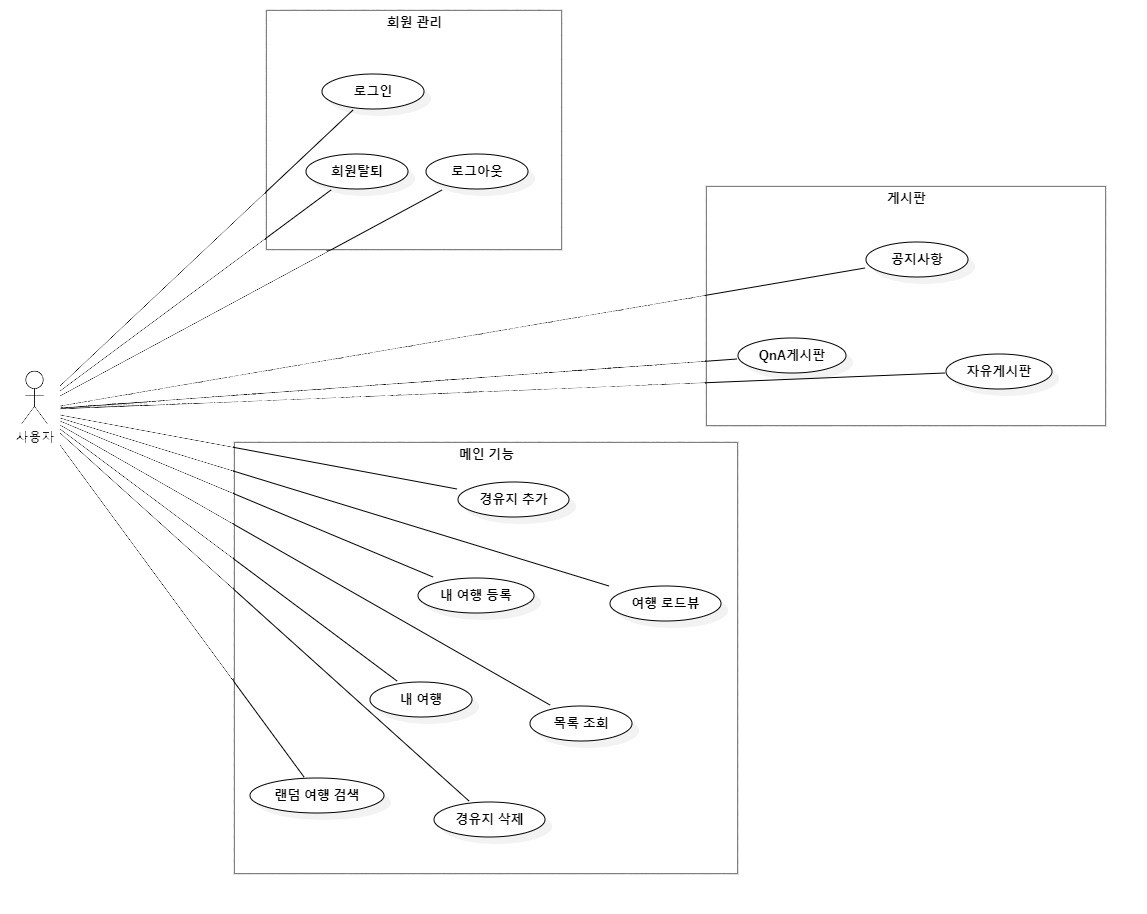 회원 관리
로그인
회원탈퇴
로그아웃
게시판
공지사항
QnA게시판
자유게시판
사용자
메인 기능
경유지 추가
내 여행 등록
여행 로드뷰
내 여행
목록 조회
랜덤 여행 검색
경유지 삭제